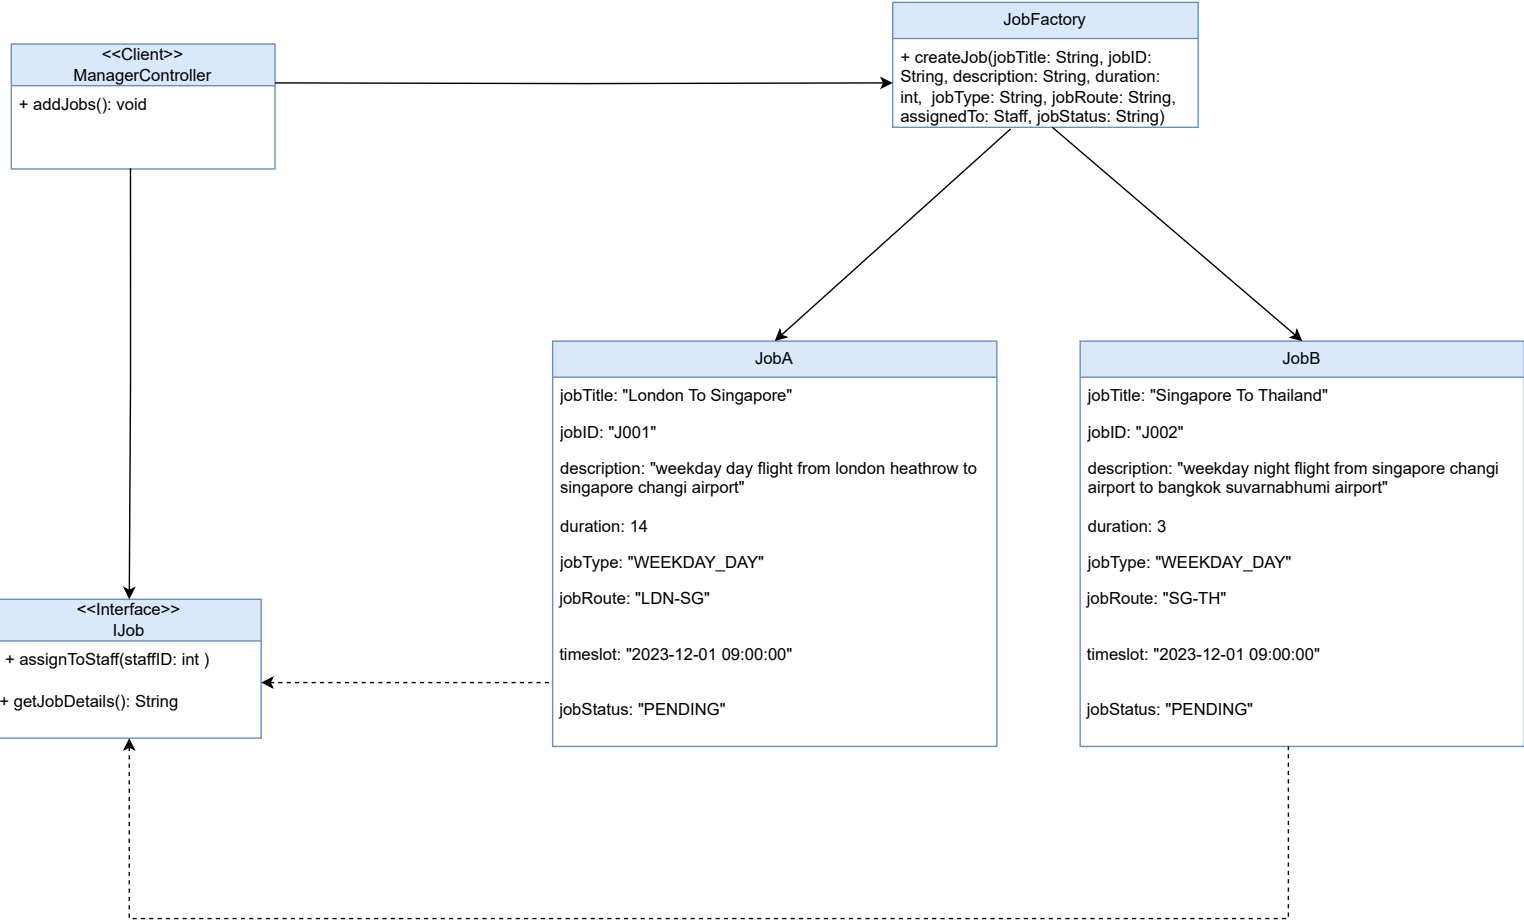 JobFactory
+ createJob(jobTitle: String, jobID:
String, description: String, duration:
int,  jobType: String, jobRoute: String,
assignedTo: Staff, jobStatus: String)
<<Client>>
ManagerController
+ addJobs(): void
JobA
jobTitle: "London To Singapore"
jobID: "J001"
description: "weekday day flight from london heathrow to
singapore changi airport"
duration: 14
jobType: "WEEKDAY_DAY"
jobRoute: "LDN-SG"
timeslot: "2023-12-01 09:00:00"
jobStatus: "PENDING"
JobB
jobTitle: "Singapore To Thailand"
jobID: "J002"
description: "weekday night flight from singapore changi
airport to bangkok suvarnabhumi airport"
duration: 3
jobType: "WEEKDAY_DAY"
jobRoute: "SG-TH"
timeslot: "2023-12-01 09:00:00"
jobStatus: "PENDING"
<<Interface>>
IJob
+ assignToStaff(staffID: int )
+ getJobDetails(): String